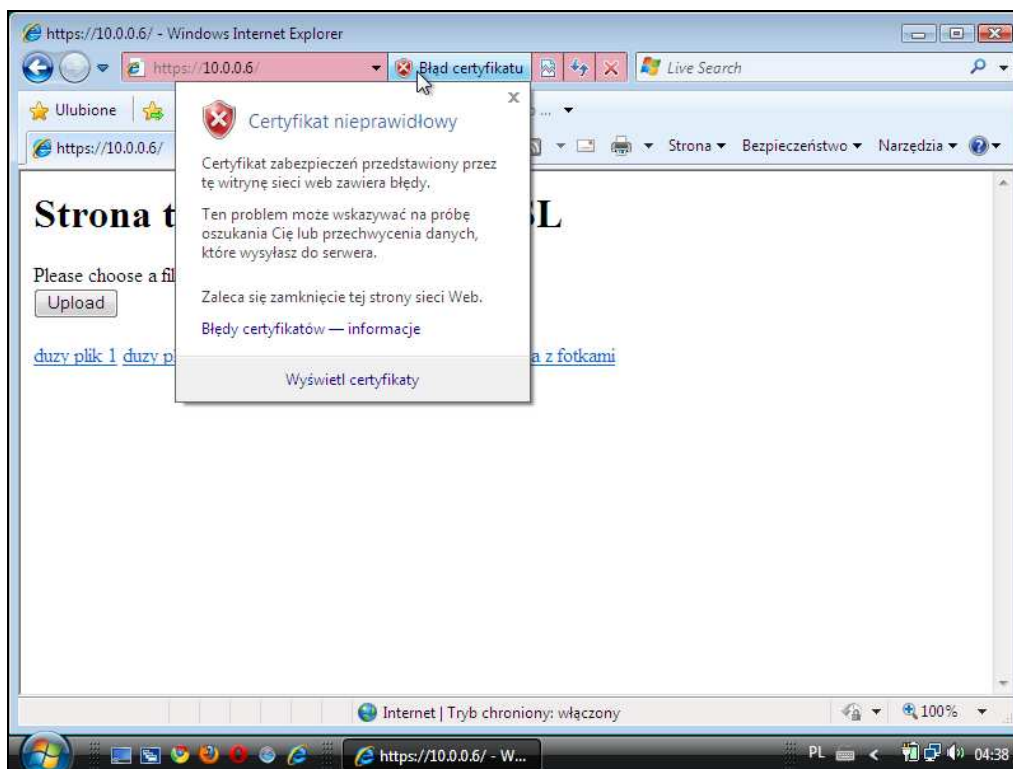 https://10.0.0.6/ - Windows Internet Explorer
https://10.0.0.6/
Błąd certyfikatu
Live Search
Ulubione
https://10.0.0.6/
Strona
Bezpieczeństwo
Narzędzia
Certyfikat nieprawidłowy
Certyfikat zabezpieczeń przedstawiony przez
tę witrynę sieci web zawiera błędy.
Ten problem może wskazywać na próbę
oszukania Cię lub przechwycenia danych,
które wysyłasz do serwera.
Zaleca się zamknięcie tej strony sieci Web.
Błędy certyfikatów — informacje
Wyświetl certyfikaty
Strona
Please choose a
Upload
duzy plik 1 duzy
z fotkami
Internet | Tryb chroniony: włączony
100%
https://10.0.0.6/ - W...
PL
04:38